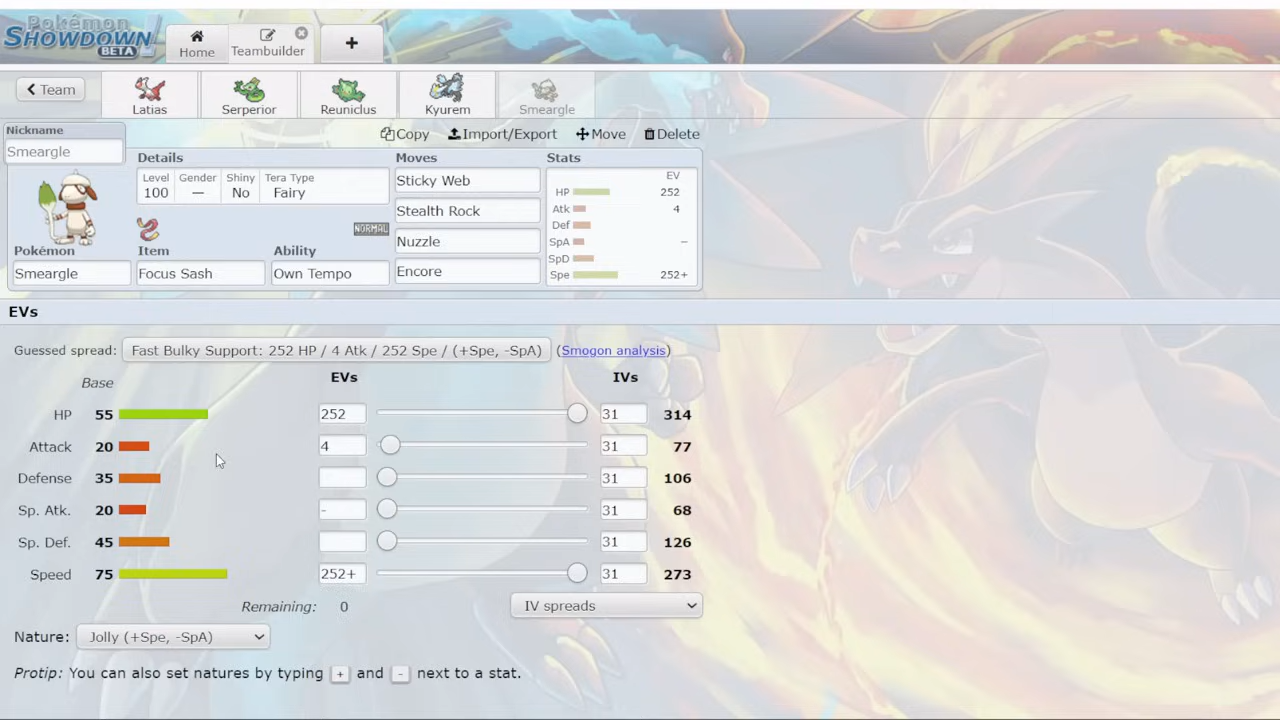 Pokémon
SHOWDOWN
BETA
Home
Teambuilder
+
Team
Latias
Serperior
Reuniclus
Kyurem
Smeargle
Nickname
Smeargle
Copy
Import/Export
Move
Delete
Details
Level
Gender
Shiny
Tera Type
100
—
No
Fairy
NORMAL
Pokémon
Smeargle
Item
Focus Sash
Ability
Own Tempo
Moves
Sticky Web
Stealth Rock
Nuzzle
Encore
Stats
EV
HP 252
Atk 4
Def
SpA –
SpD
Spe 252+
EVs
Guessed spread: Fast Bulky Support: 252 HP / 4 Atk / 252 Spe / (+Spe, -SpA) (Smogon analysis)
Base EVs IVs
HP 55 252 31 314
Attack 20 4 31 77
Defense 35 31 106
Sp. Atk. 20 - 31 68
Sp. Def. 45 31 126
Speed 75 252+ 31 273
Remaining: 0 IV spreads
Nature: Jolly (+Spe, -SpA)
Protip: You can also set natures by typing + and - next to a stat.